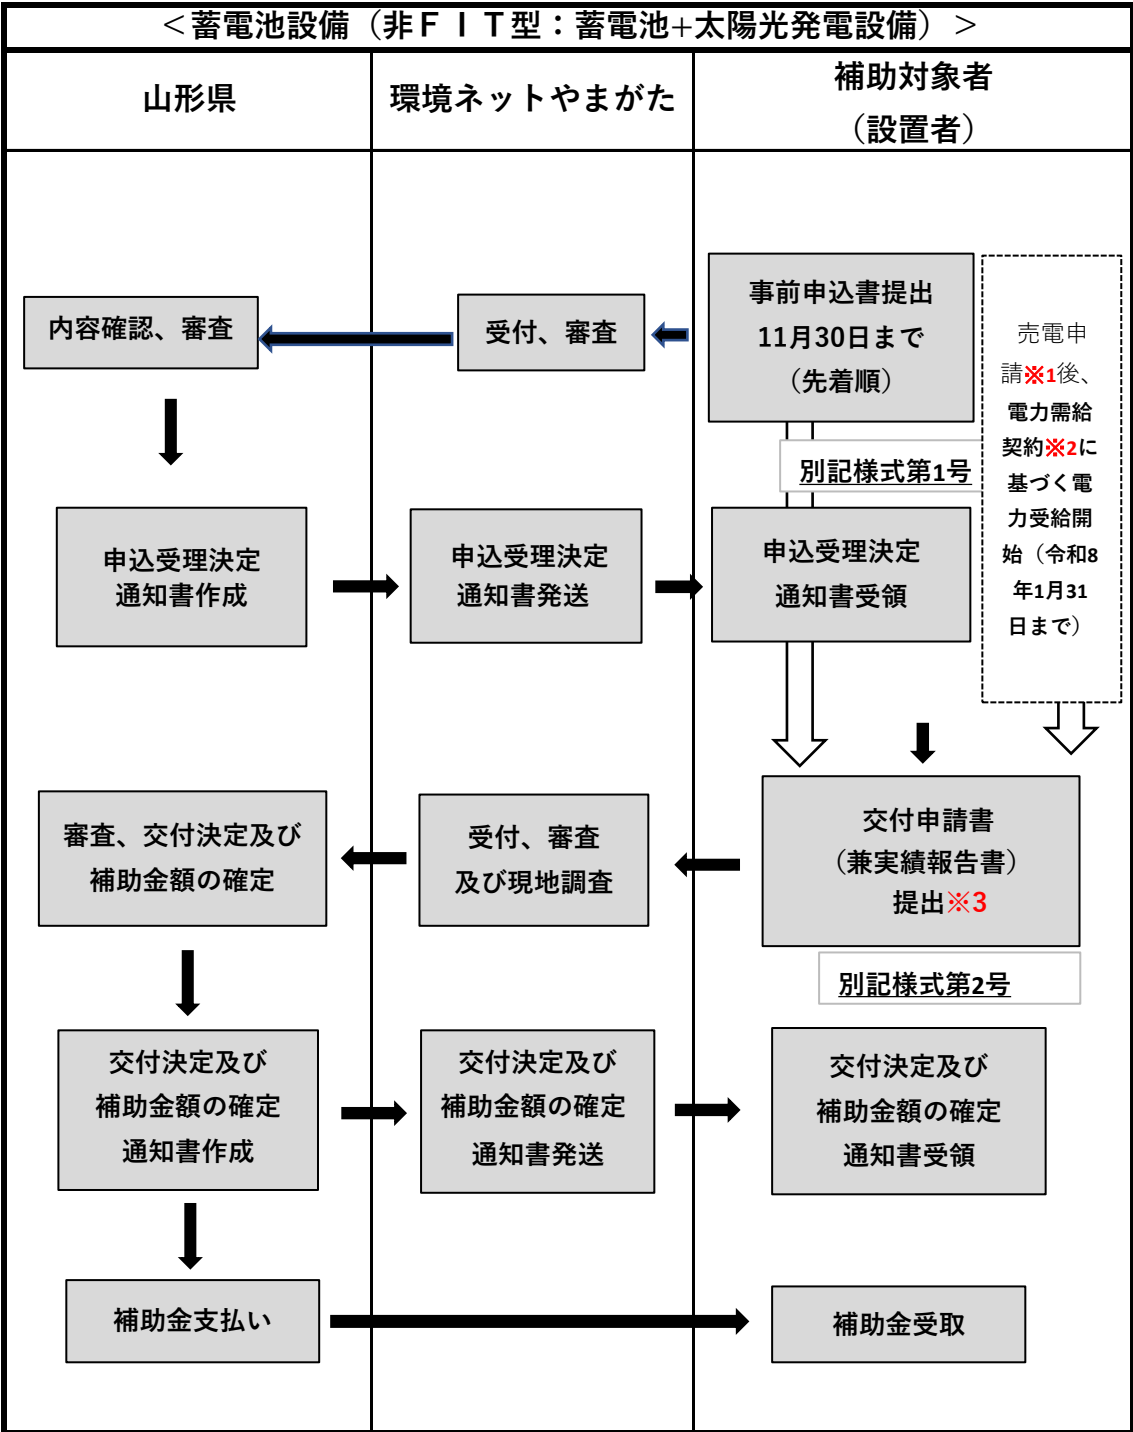 ＜蓄電池設備（非ＦＩＴ型：蓄電池+太陽光発電設備）＞
山形県
環境ネットやまがた
補助対象者
（設置者）
内容確認、審査
受付、審査
事前申込書提出
11月30日まで
（先着順）
売電申
請※1後、
電力需給
契約※2に
基づく電
力受給開
始（令和8
年1月31
日まで）
別記様式第1号
申込受理決定
通知書作成
申込受理決定
通知書発送
申込受理決定
通知書受領
審査、交付決定及び
補助金額の確定
受付、審査
及び現地調査
交付申請書
（兼実績報告書）
提出※3
別記様式第2号
交付決定及び
補助金額の確定
通知書作成
交付決定及び
補助金額の確定
通知書発送
交付決定及び
補助金額の確定
通知書受領
補助金支払い
補助金受取